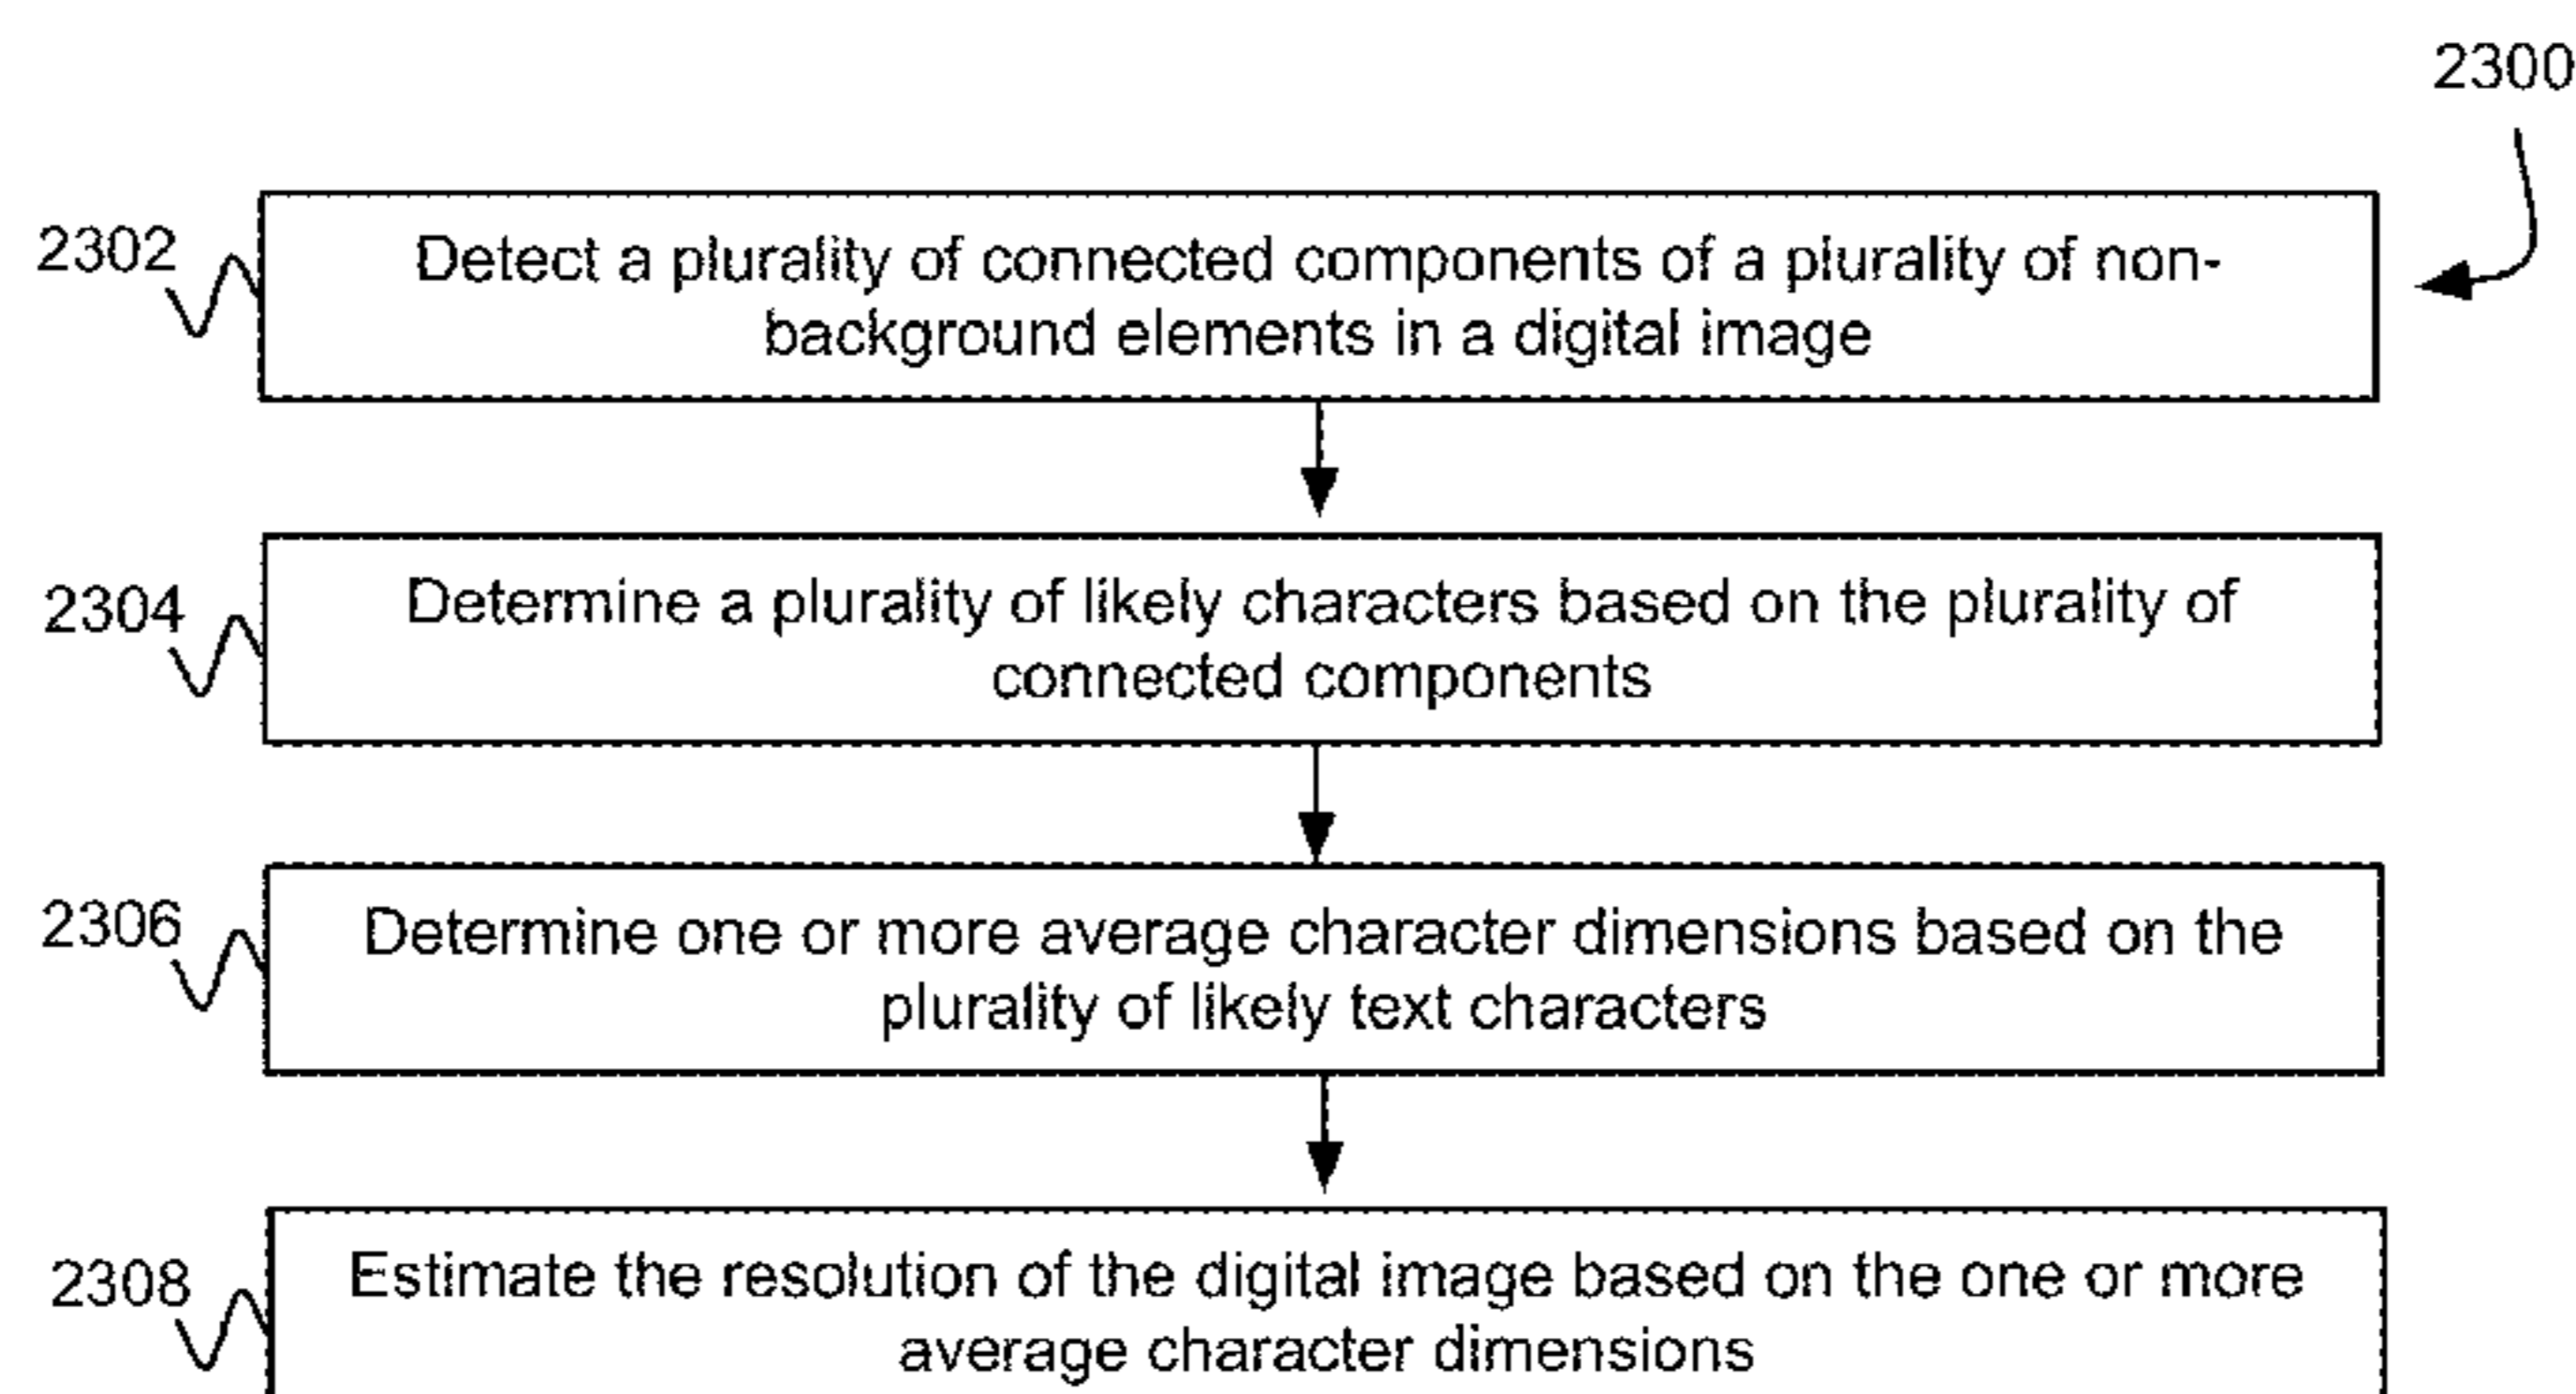 2300
2302
Detect a plurality of connected components of a plurality of non-
background elements in a digital image
2304
Determine a plurality of likely characters based on the plurality of
connected components
2306
Determine one or more average character dimensions based on the
plurality of likely text characters
2308
Estimate the resolution of the digital image based on the one or more
average character dimensions